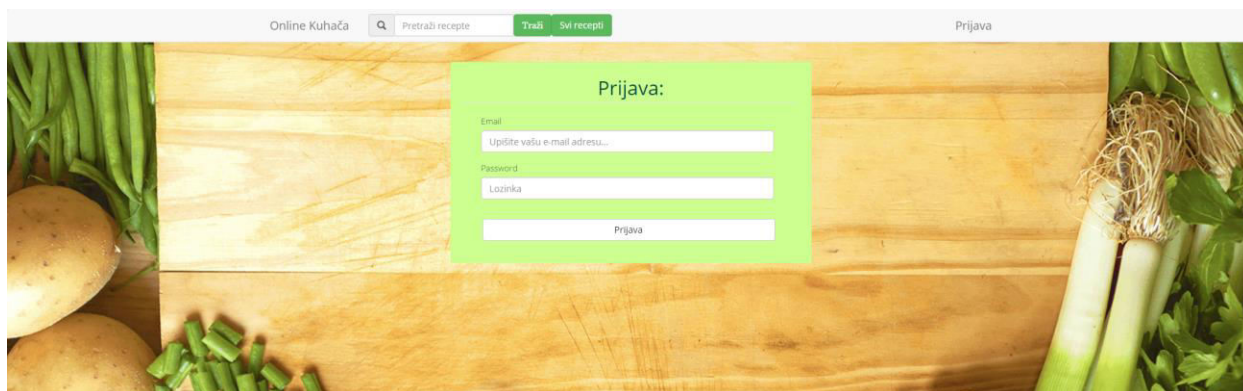 Online Kuhača
Pretraži recepte
Traži
Svi recepti
Prijava
Prijava:
Email
Upišite vašu e-mail adresu...
Password
Lozinka
Prijava